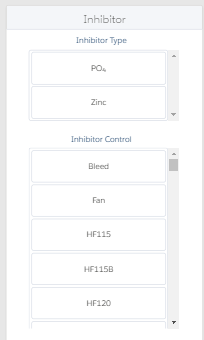 Inhibitor
Inhibitor Type
PO₄
Zinc
Inhibitor Control
Bleed
Fan
HF115
HF115B
HF120